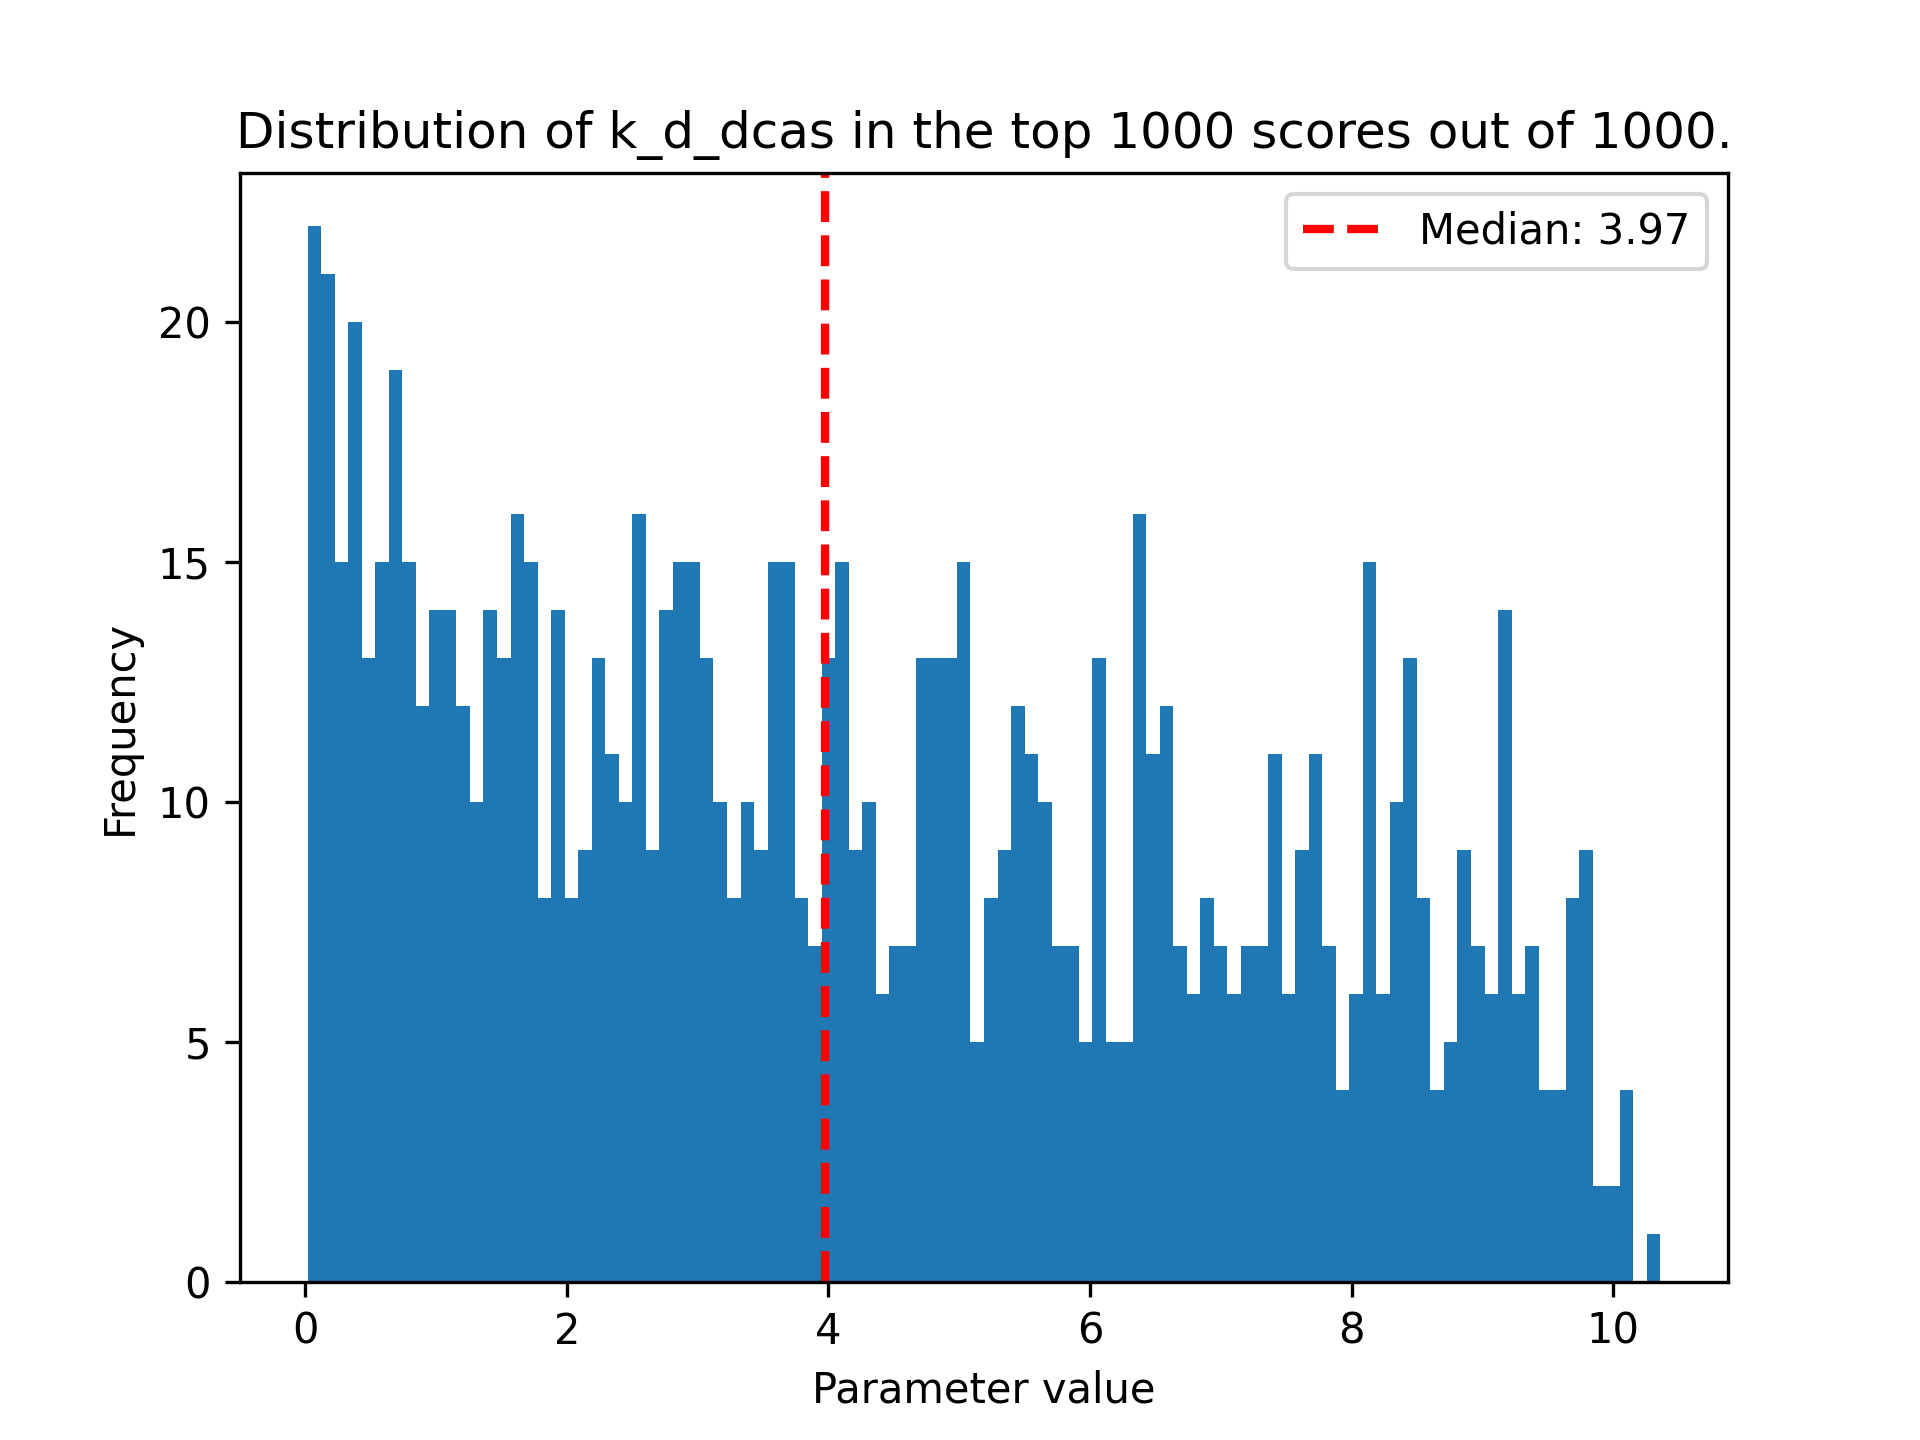 Distribution of k_d_dcas in the top 1000 scores out of 1000.
Median: 3.97
Frequency
20
15
10
5
0
0 2 4 6 8 10
Parameter value